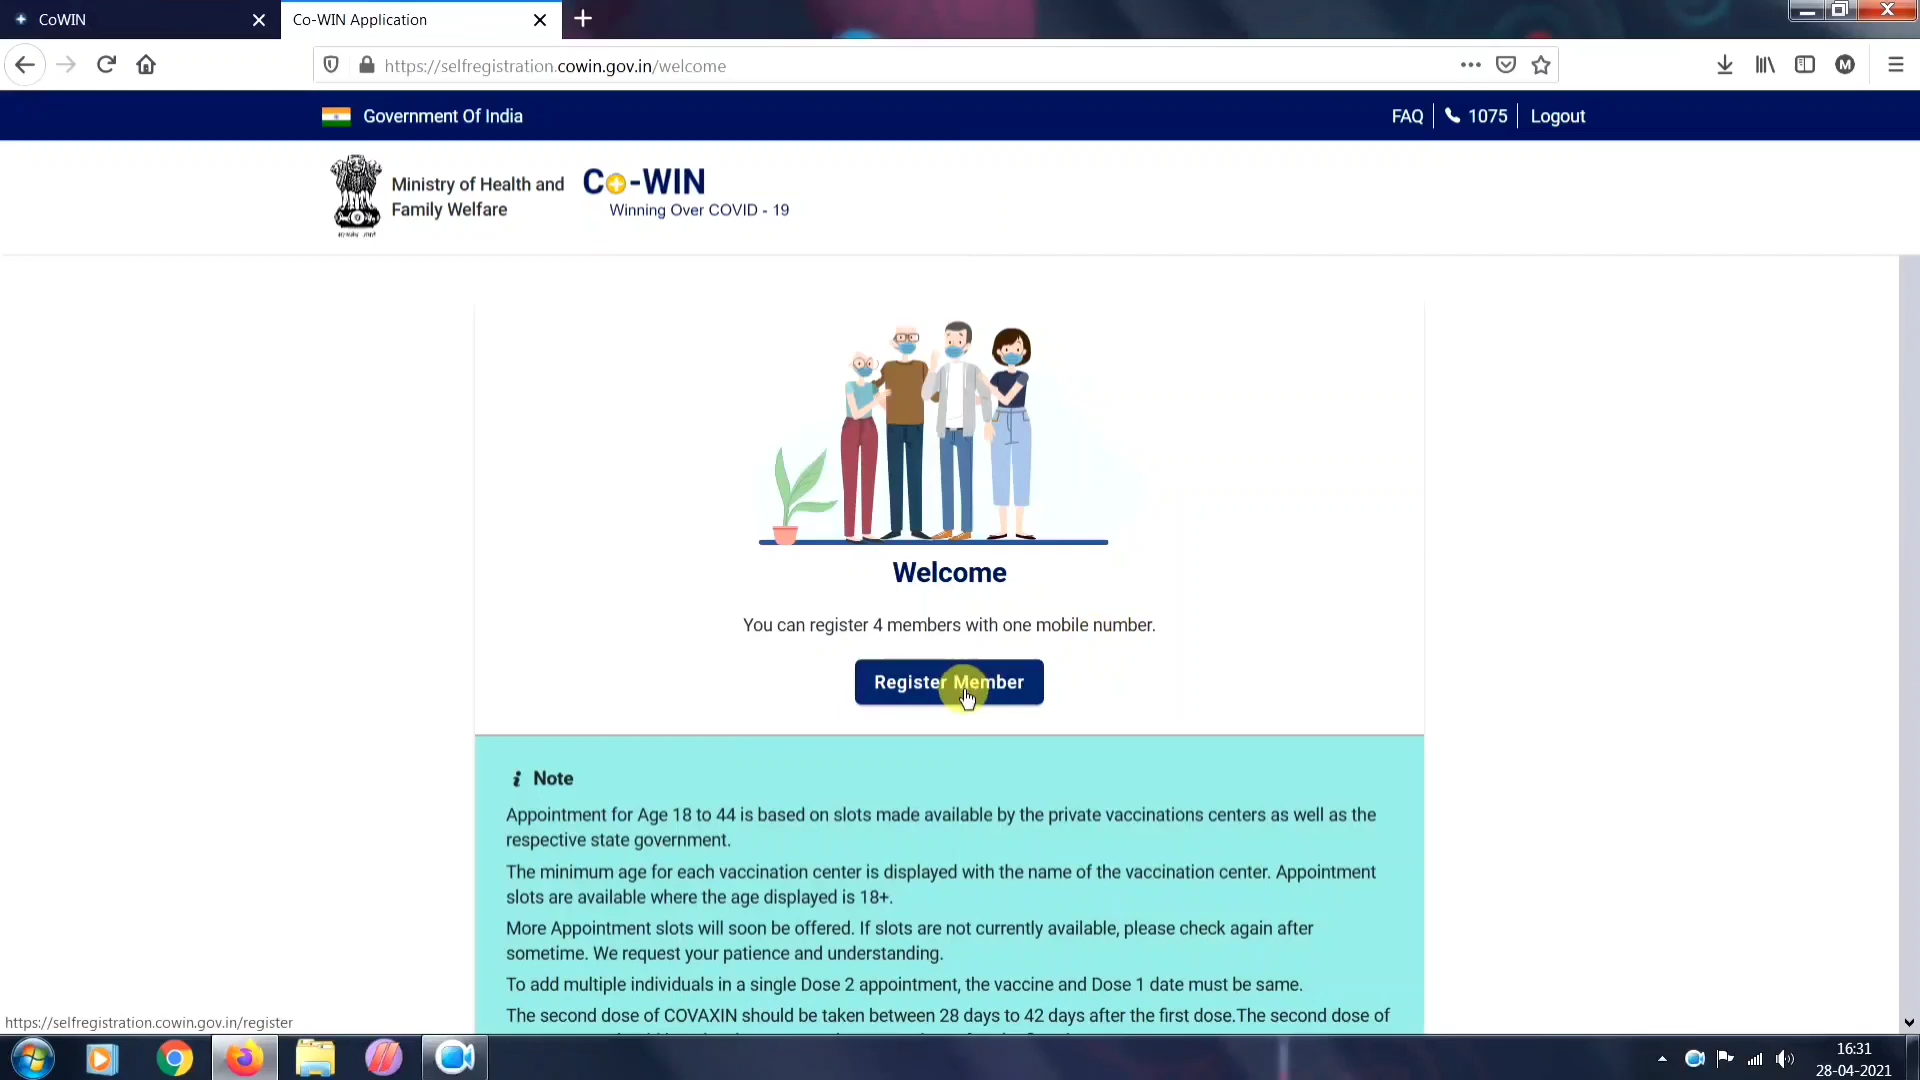 CoWIN
Co-WIN Application
https://selfregistration.cowin.gov.in/welcome
M
Government Of India
FAQ
1075
Logout
Ministry of Health and
Family Welfare
Co-WIN
Winning Over COVID - 19
Welcome
You can register 4 members with one mobile number.
Register Member
i Note
Appointment for Age 18 to 44 is based on slots made available by the private vaccinations centers as well as the
respective state government.
The minimum age for each vaccination center is displayed with the name of the vaccination center. Appointment
slots are available where the age displayed is 18+.
More Appointment slots will soon be offered. If slots are not currently available, please check again after
sometime. We request your patience and understanding.
To add multiple individuals in a single Dose 2 appointment, the vaccine and Dose 1 date must be same.
The second dose of COVAXIN should be taken between 28 days to 42 days after the first dose.The second dose of
https://selfregistration.cowin.gov.in/register
16:31
28-04-2021